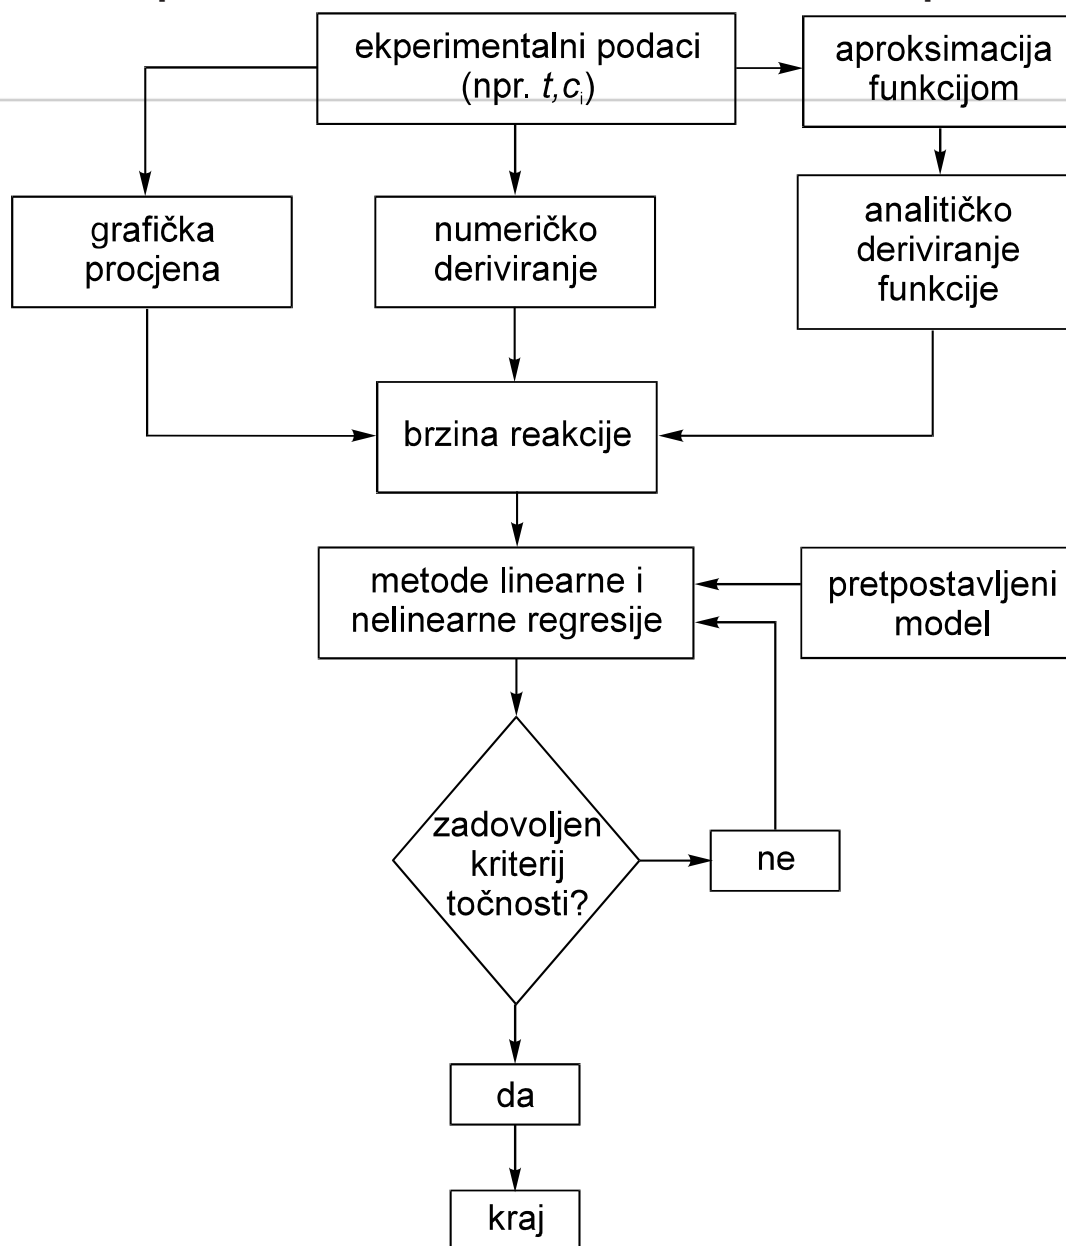 ekperimentalni podaci
(npr. t,ci)
aproksimacija
funkcijom
grafička
procjena
numeričko
deriviranje
analitičko
deriviranje
funkcije
brzina reakcije
metode linearne i
nelinearne regresije
pretpostavljeni
model
zadovoljen
kriterij
točnosti?
ne
da
kraj